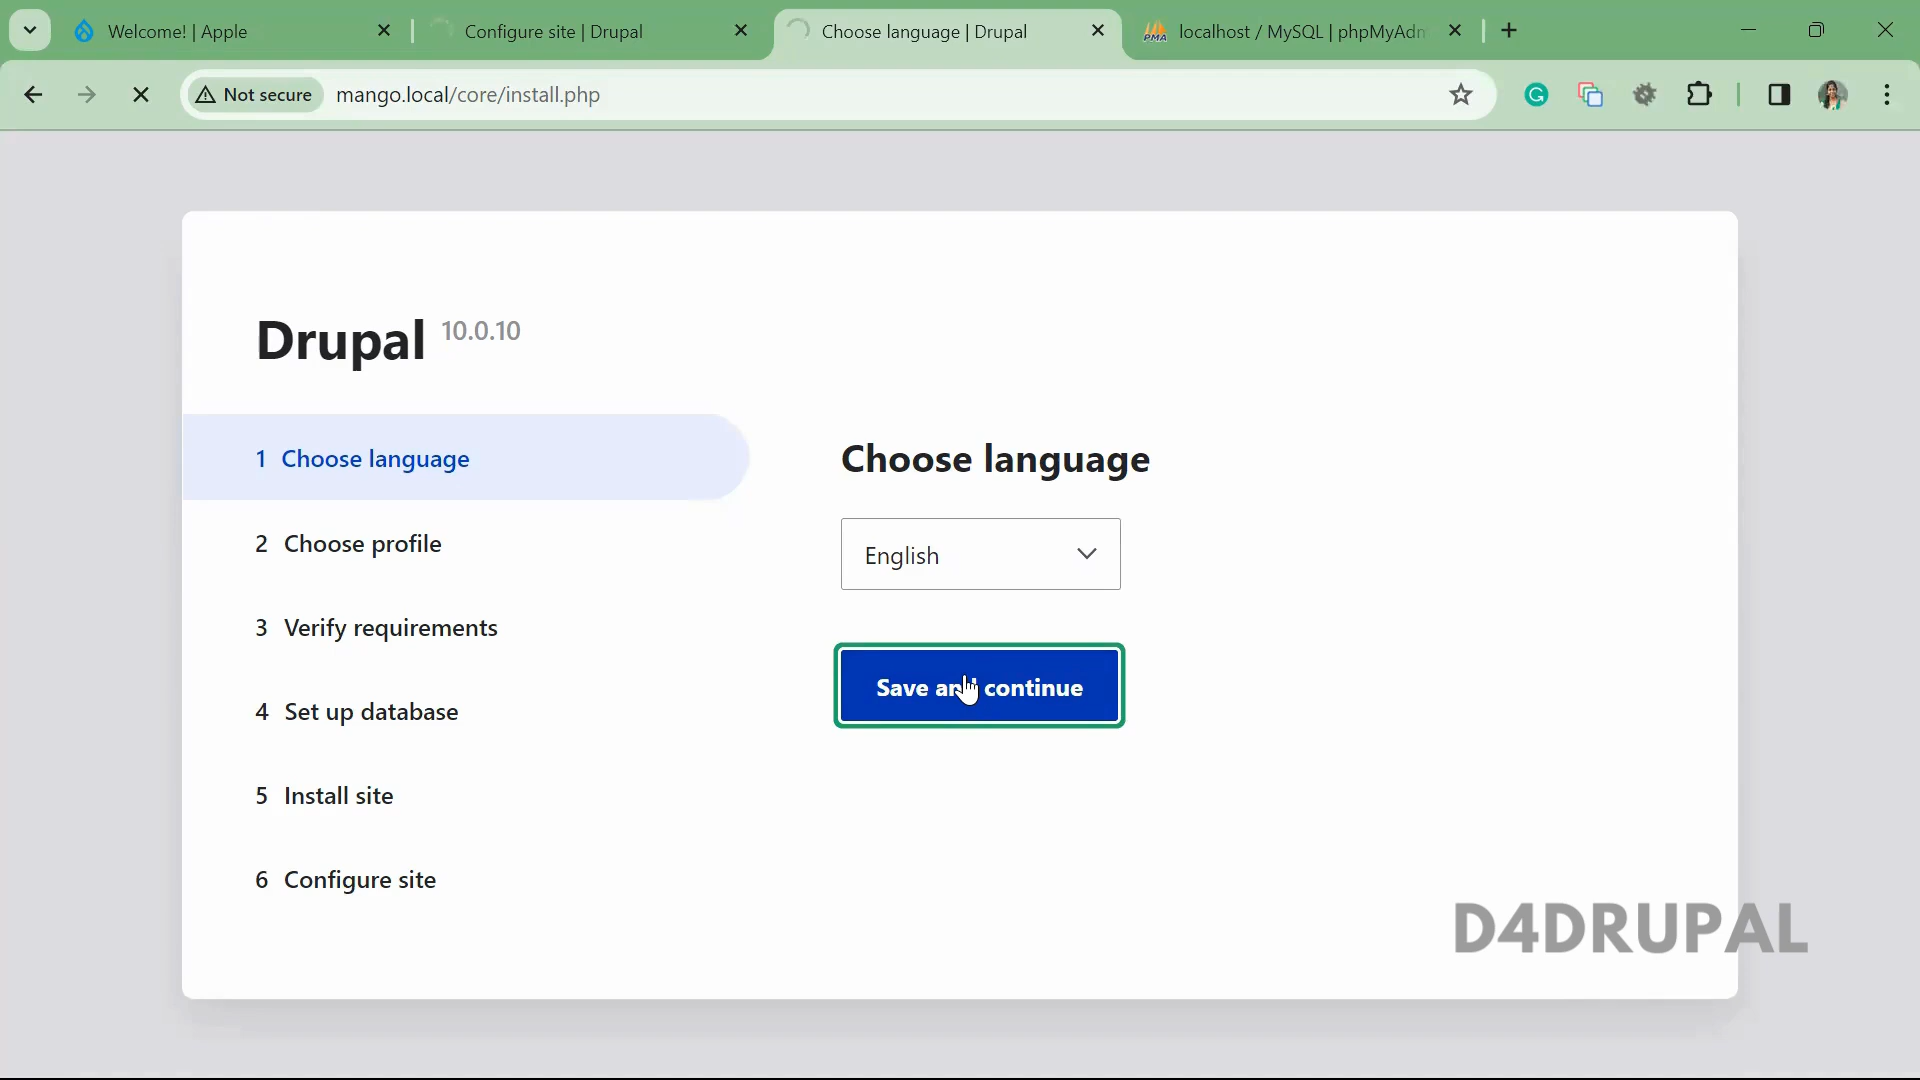 Welcome! | Apple
Configure site | Drupal
Choose language | Drupal
localhost / MySQL | phpMyAdm
PMA
Not secure
mango.local/core/install.php
Drupal 10.0.10
1 Choose language
2 Choose profile
3 Verify requirements
4 Set up database
5 Install site
6 Configure site
Choose language
English
Save and continue
D4DRUPAL